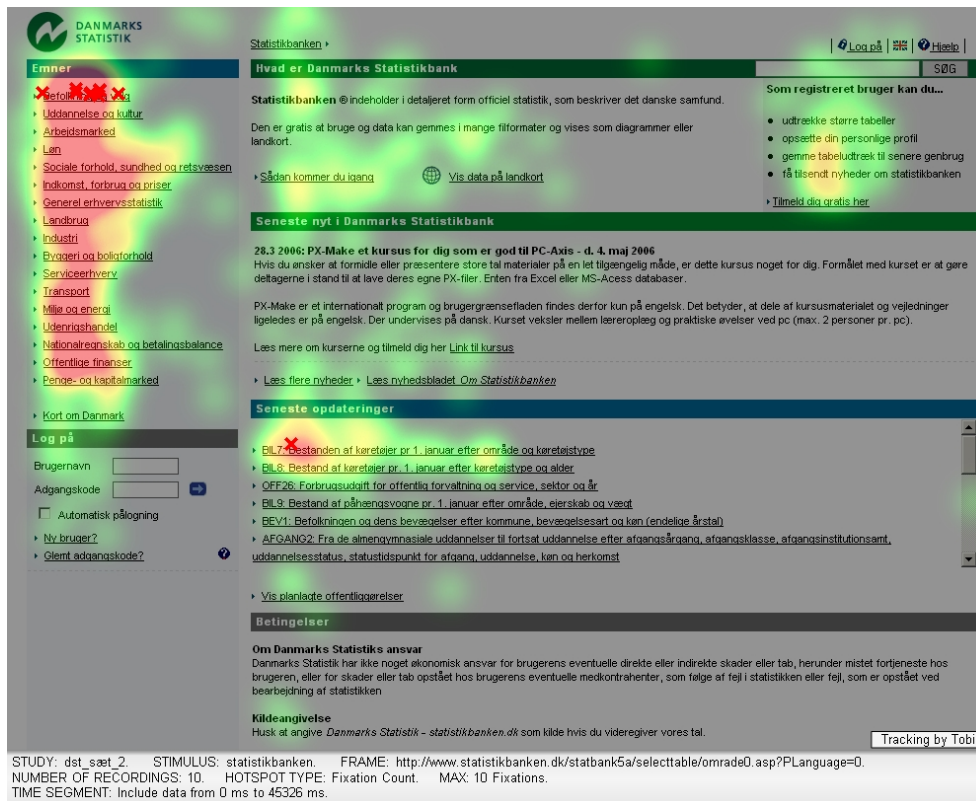 DANMARKS
STATISTIK
Statistikbanken
Log på
Hjælp
Emner
Befolkning og valg
Uddannelse og kultur
Arbejdsmarked
Løn
Sociale forhold, sundhed og retsvæsen
Indkomst, forbrug og priser
Generel erhvervsstatistik
Landbrug
Industri
Byggeri og boligforhold
Serviceerhverv
Transport
Miljø og energi
Udenrigshandel
Nationalregnskab og betalingsbalance
Offentlige finanser
Penge- og kapitalmarked
Kort om Danmark
Log på
Brugernavn
Adgangskode
Automatisk pålogning
Ny bruger?
Glemt adgangskode?
Hvad er Danmarks Statistikbank
SØG
Statistikbanken ® indeholder i detaljeret form officiel statistik, som beskriver det danske samfund.
Den er gratis at bruge og data kan gemmes i mange filformater og vises som diagrammer eller
landkort.
Sådan kommer du igang
Vis data på landkort
Som registreret bruger kan
du...
udtrække større tabeller
opsætte din personlige profil
gemme tabeludtræk til senere genbrug
få tilsendt nyheder om statistikbanken
Tilmeld dig gratis her
Seneste nyt i Danmarks Statistikbank
28.3 2006: PX-Make et kursus for dig som er god til PC-Axis - d. 4. maj 2006
Hvis du ønsker at formidle eller præsentere store tal materialer på en let tilgængelig måde, er dette kursus noget for dig. Formålet med kurset er at gøre
deltagerne i stand til at lave deres egne PX-filer. Enten fra Excel eller MS-Acess databaser.
PX-Make er et internationalt program og brugergrænsefladen findes derfor kun på engelsk. Det betyder, at dele af kursusmaterialet og vejledninger
ligeledes er på engelsk. Der undervises på dansk. Kurset veksler mellem læreroplæg og praktiske øvelser ved pc (max. 2 personer pr. pc).
Læs mere om kurserne og tilmeld dig her Link til kursus
Læs flere nyheder Læs nyhedsbladet Om Statistikbanken
Seneste opdateringer
BIL7: Bestanden af køretøjer pr 1. januar efter område og køretøjstype
BIL8: Bestand af køretøjer pr. 1. januar efter køretøjstype og alder
OFF26: Forbrugsudgift for offentlig forvaltning og service, sektor og år
BIL9: Bestand af påhængsvogne pr. 1. januar efter område, ejerskab og vægt
BEV1: Befolkningen og dens bevægelser efter kommune, bevægelsesart og køn (endelige årstal)
AFGANG2: Fra de almengymnasiale uddannelser til fortsat uddannelse efter afgangsårgang, afgangsklasse, afgangsinstitutionsamt,
uddannelsesstatus, statustidspunkt for afgang, uddannelse, køn og herkomst
Vis planlagte offentliggørelser
Betingelser
Om Danmarks Statistiks ansvar
Danmarks Statistik har ikke noget økonomisk ansvar for brugerens eventuelle direkte eller indirekte skader eller tab, herunder mistet fortjeneste hos
brugeren, eller for skader eller tab opstået hos brugerens eventuelle medkontrahenter, som følge af fejl i statistikken eller fejl, som er opstået ved
bearbejdning af statistikken
Kildeangivelse
Husk at angive Danmarks Statistik - statistikbanken.dk som kilde hvis du videregiver vores tal.
Tracking by Tobi
STUDY: dst_sæt_2. STIMULUS: statistikbanken. FRAME: http://www.statistikbanken.dk/statbank5a/selecttable/omrade0.asp?PLanguage=0.
NUMBER OF RECORDINGS: 10. HOTSPOT TYPE: Fixation Count. MAX: 10 Fixations.
TIME SEGMENT: Include data from 0 ms to 45326 ms.